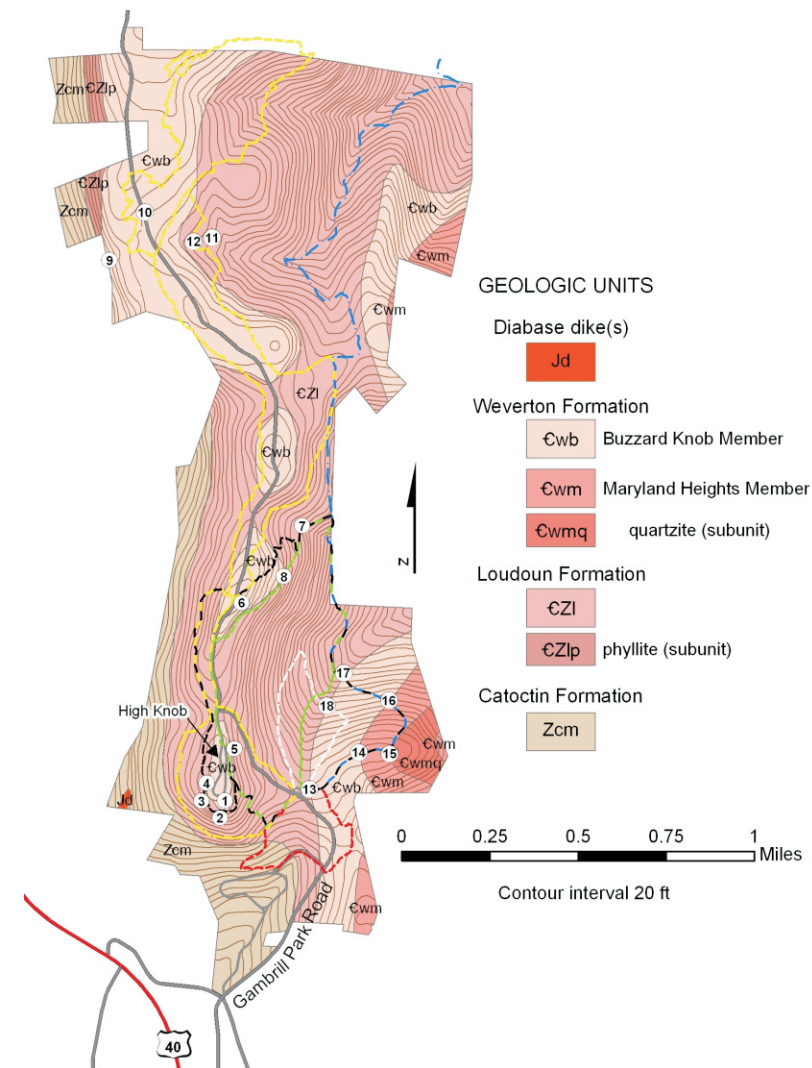 Zcm
ЄZlp
Єwb
ЄZlp
Zcm
10
12
11
9
Єwb
Єwm
Єwm
ЄZl
Єwb
7
Єwb
8
6
17
16
18
High Knob
5
Єwb
4
3
1
2
14
15
Єwm
Єwmq
13
Єwb
Єwm
Jd
Zcm
Єwm
Gambrill Park Road
40
N
GEOLOGIC UNITS
Diabase dike(s)
Jd
Weverton Formation
Єwb Buzzard Knob Member
Єwm Maryland Heights Member
Єwmq quartzite (subunit)
Loudoun Formation
ЄZl
ЄZlp phyllite (subunit)
Catoctin Formation
Zcm
0 0.25 0.5 0.75 1
Miles
Contour interval 20 ft